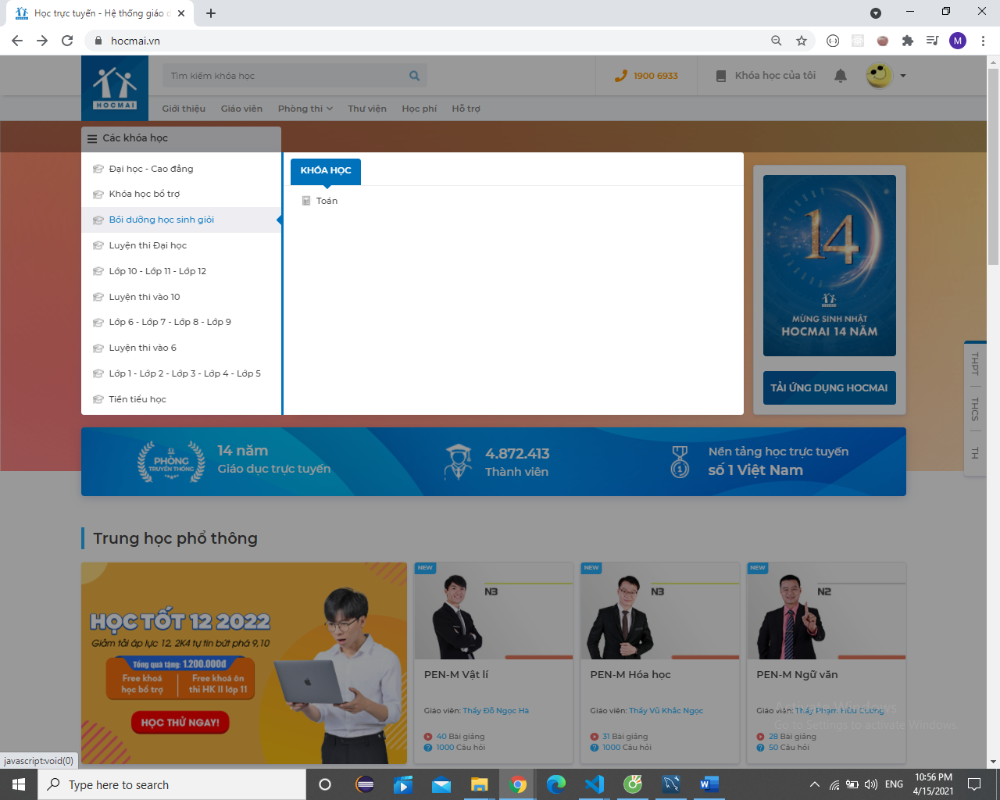 Học trực tuyến - Hệ thống giáo d
hocmai.vn
M
HOCMAI
Tìm kiếm khóa học
1900 6933
Khóa học của tôi
Giới thiệu
Giáo viên
Phòng thi
Thư viện
Học phí
Hỗ trợ
Các khóa học
Đại học - Cao đẳng
Khóa học bổ trợ
Bồi dưỡng học sinh giỏi
Luyện thi Đại học
Lớp 10 - Lớp 11 - Lớp 12
Luyện thi vào 10
Lớp 6 - Lớp 7 - Lớp 8 - Lớp 9
Luyện thi vào 6
Lớp 1 - Lớp 2 - Lớp 3 - Lớp 4 - Lớp 5
Tiền tiểu học
KHÓA HỌC
Toán
14
MỪNG SINH NHẬT
HOCMAI 14 NĂM
TẢI ỨNG DỤNG HOCMAI
THPT
THCS
TH
PHÒNG
TRUYỀN THỐNG
14 năm
Giáo dục trực tuyến
4.872.413
Thành viên
1
Nền tảng học trực tuyến
số 1 Việt Nam
Trung học phổ thông
HỌC TỐT 12 2022
Giảm tải áp lực 12, 2K4 tự tin bứt phá 9,10
Tổng quà tặng: 1.200.000đ
Free khoá
học bổ trợ
Free khoá ôn
thi HK II lớp 11
HỌC THỬ NGAY!
NEW
N3
PEN-M Vật lí
Giáo viên: Thầy Đỗ Ngọc Hà
40 Bài giảng
1000 Câu hỏi
NEW
N3
PEN-M Hóa học
Giáo viên: Thầy Vũ Khắc Ngọc
31 Bài giảng
1000 Câu hỏi
NEW
N2
PEN-M Ngữ văn
Giáo viên: Thầy Phạm Hữu Cường
28 Bài giảng
50 Câu hỏi
Activate Windows
Go to Settings to activate Windows.
javascript:void(0)
Type here to search
ENG
10:56 PM
4/15/2021